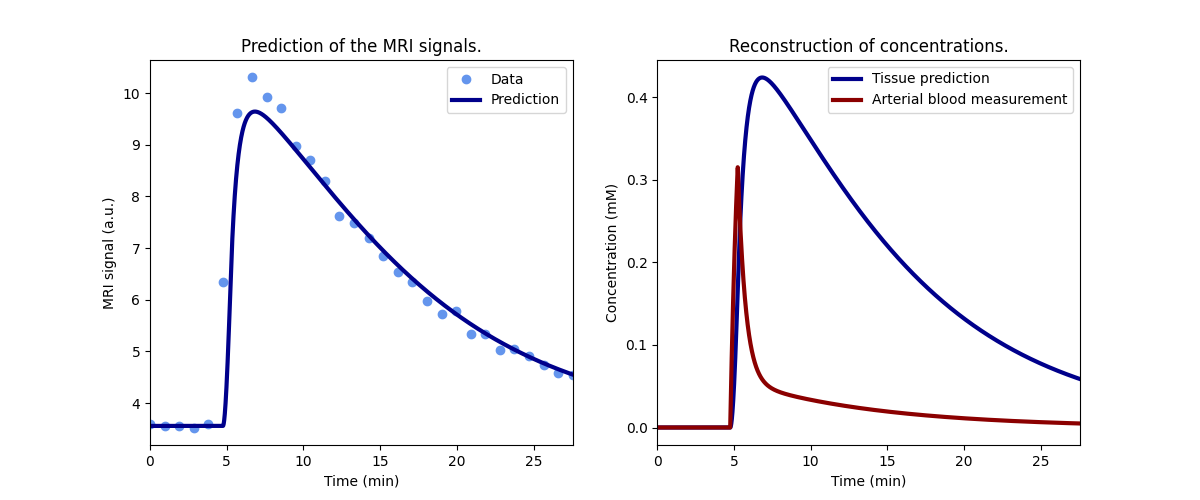 Prediction of the MRI signals.
Data
Prediction
MRI signal (a.u.)
10
9
8
7
6
5
4
0
5
10
15
20
25
Time (min)
Reconstruction of concentrations.
Tissue prediction
Arterial blood measurement
Concentration (mM)
0.4
0.3
0.2
0.1
0.0
0
5
10
15
20
25
Time (min)